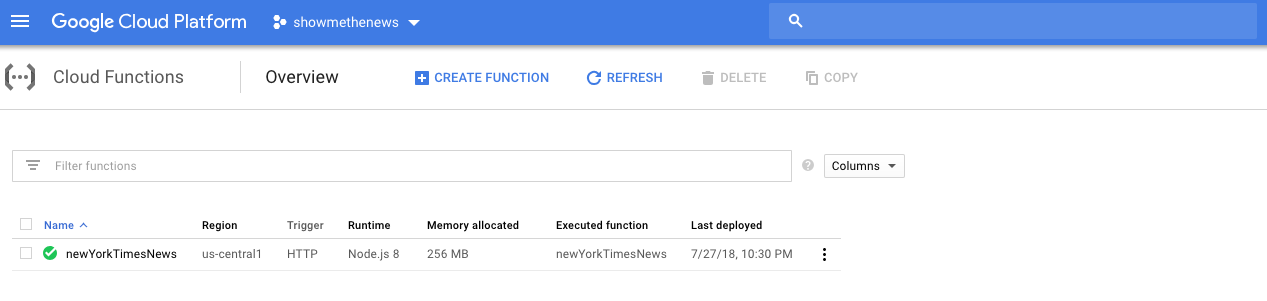 Google Cloud Platform showmethenews
Cloud Functions Overview CREATE FUNCTION REFRESH DELETE COPY
Filter functions ? Columns
Name Region Trigger Runtime Memory allocated Executed function Last deployed
newYorkTimesNews us-central1 HTTP Node.js 8 256 MB newYorkTimesNews 7/27/18, 10:30 PM